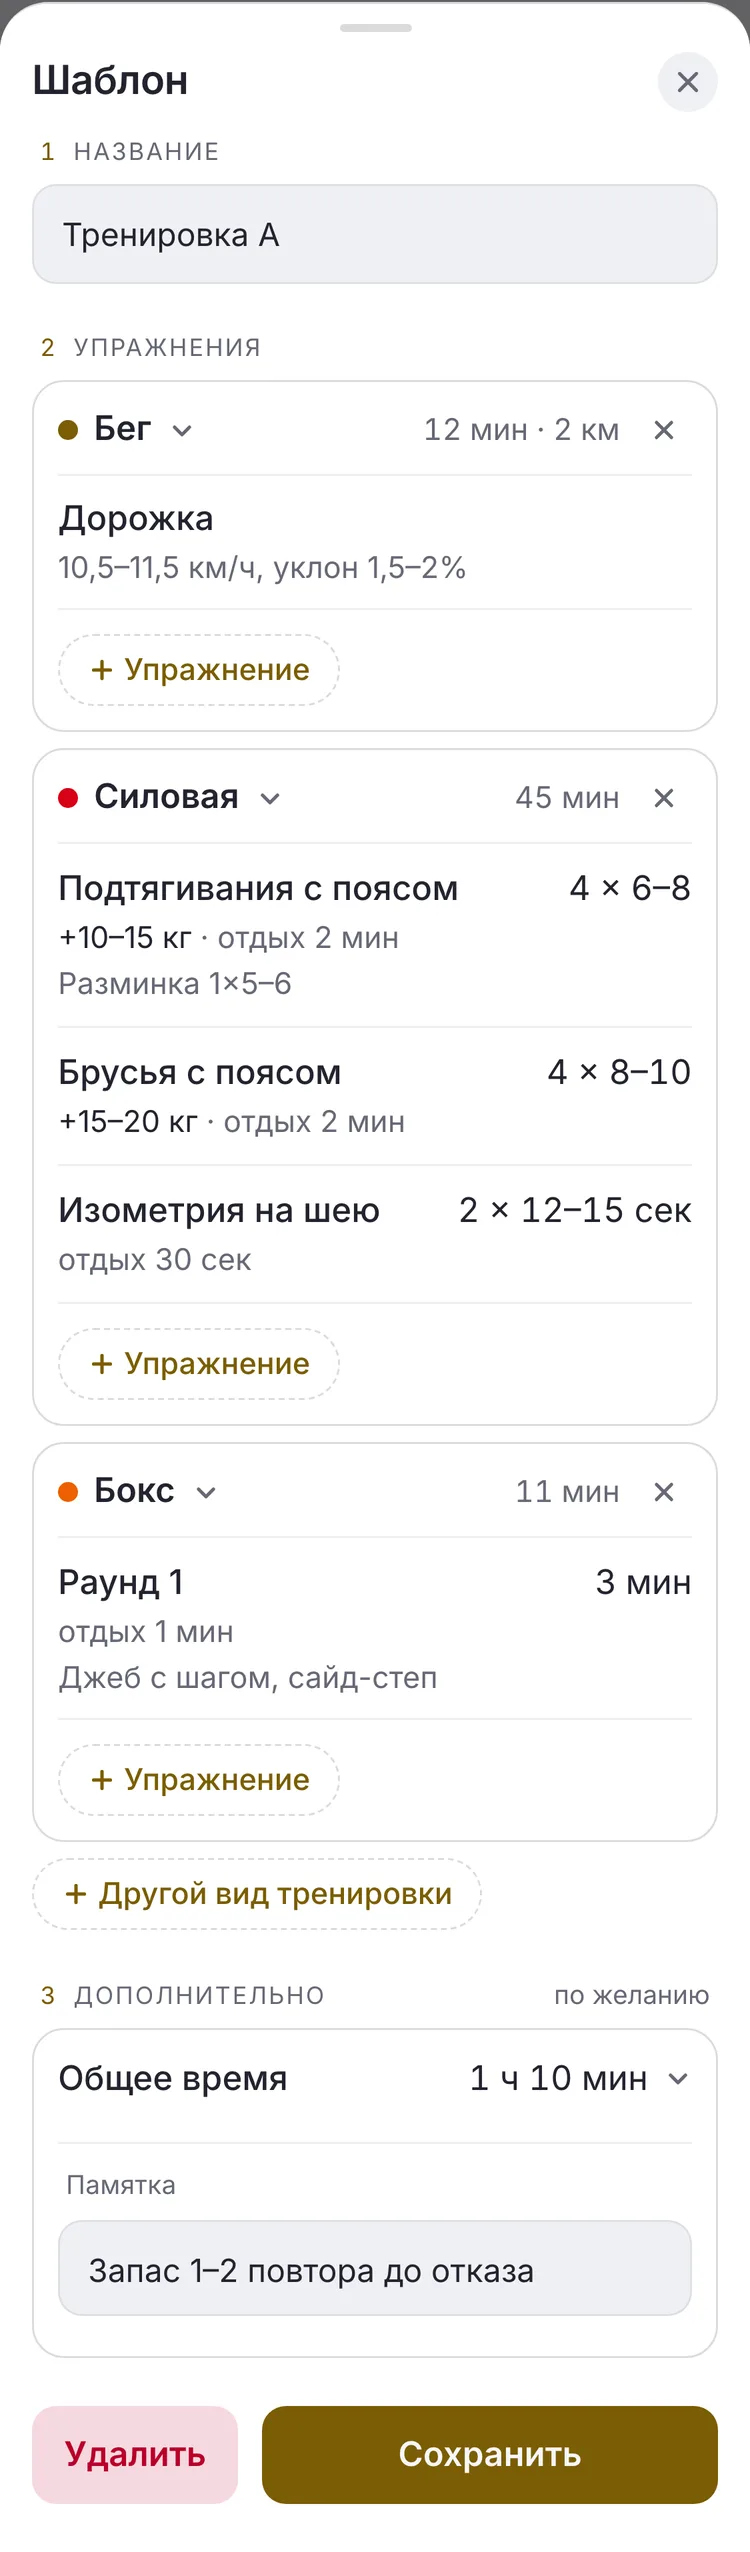 Шаблон
1 НАЗВАНИЕ
Тренировка А
2 УПРАЖНЕНИЯ
Бег 12 мин · 2 км
Дорожка
10,5–11,5 км/ч, уклон 1,5–2%
+ Упражнение
Силовая 45 мин
Подтягивания с поясом 4 × 6–8
+10–15 кг · отдых 2 мин
Разминка 1×5–6
Брусья с поясом 4 × 8–10
+15–20 кг · отдых 2 мин
Изометрия на шею 2 × 12–15 сек
отдых 30 сек
+ Упражнение
Бокс 11 мин
Раунд 1 3 мин
отдых 1 мин
Джеб с шагом, сайд-степ
+ Упражнение
+ Другой вид тренировки
3 ДОПОЛНИТЕЛЬНО по желанию
Общее время 1 ч 10 мин
Памятка
Запас 1–2 повтора до отказа
Удалить Сохранить